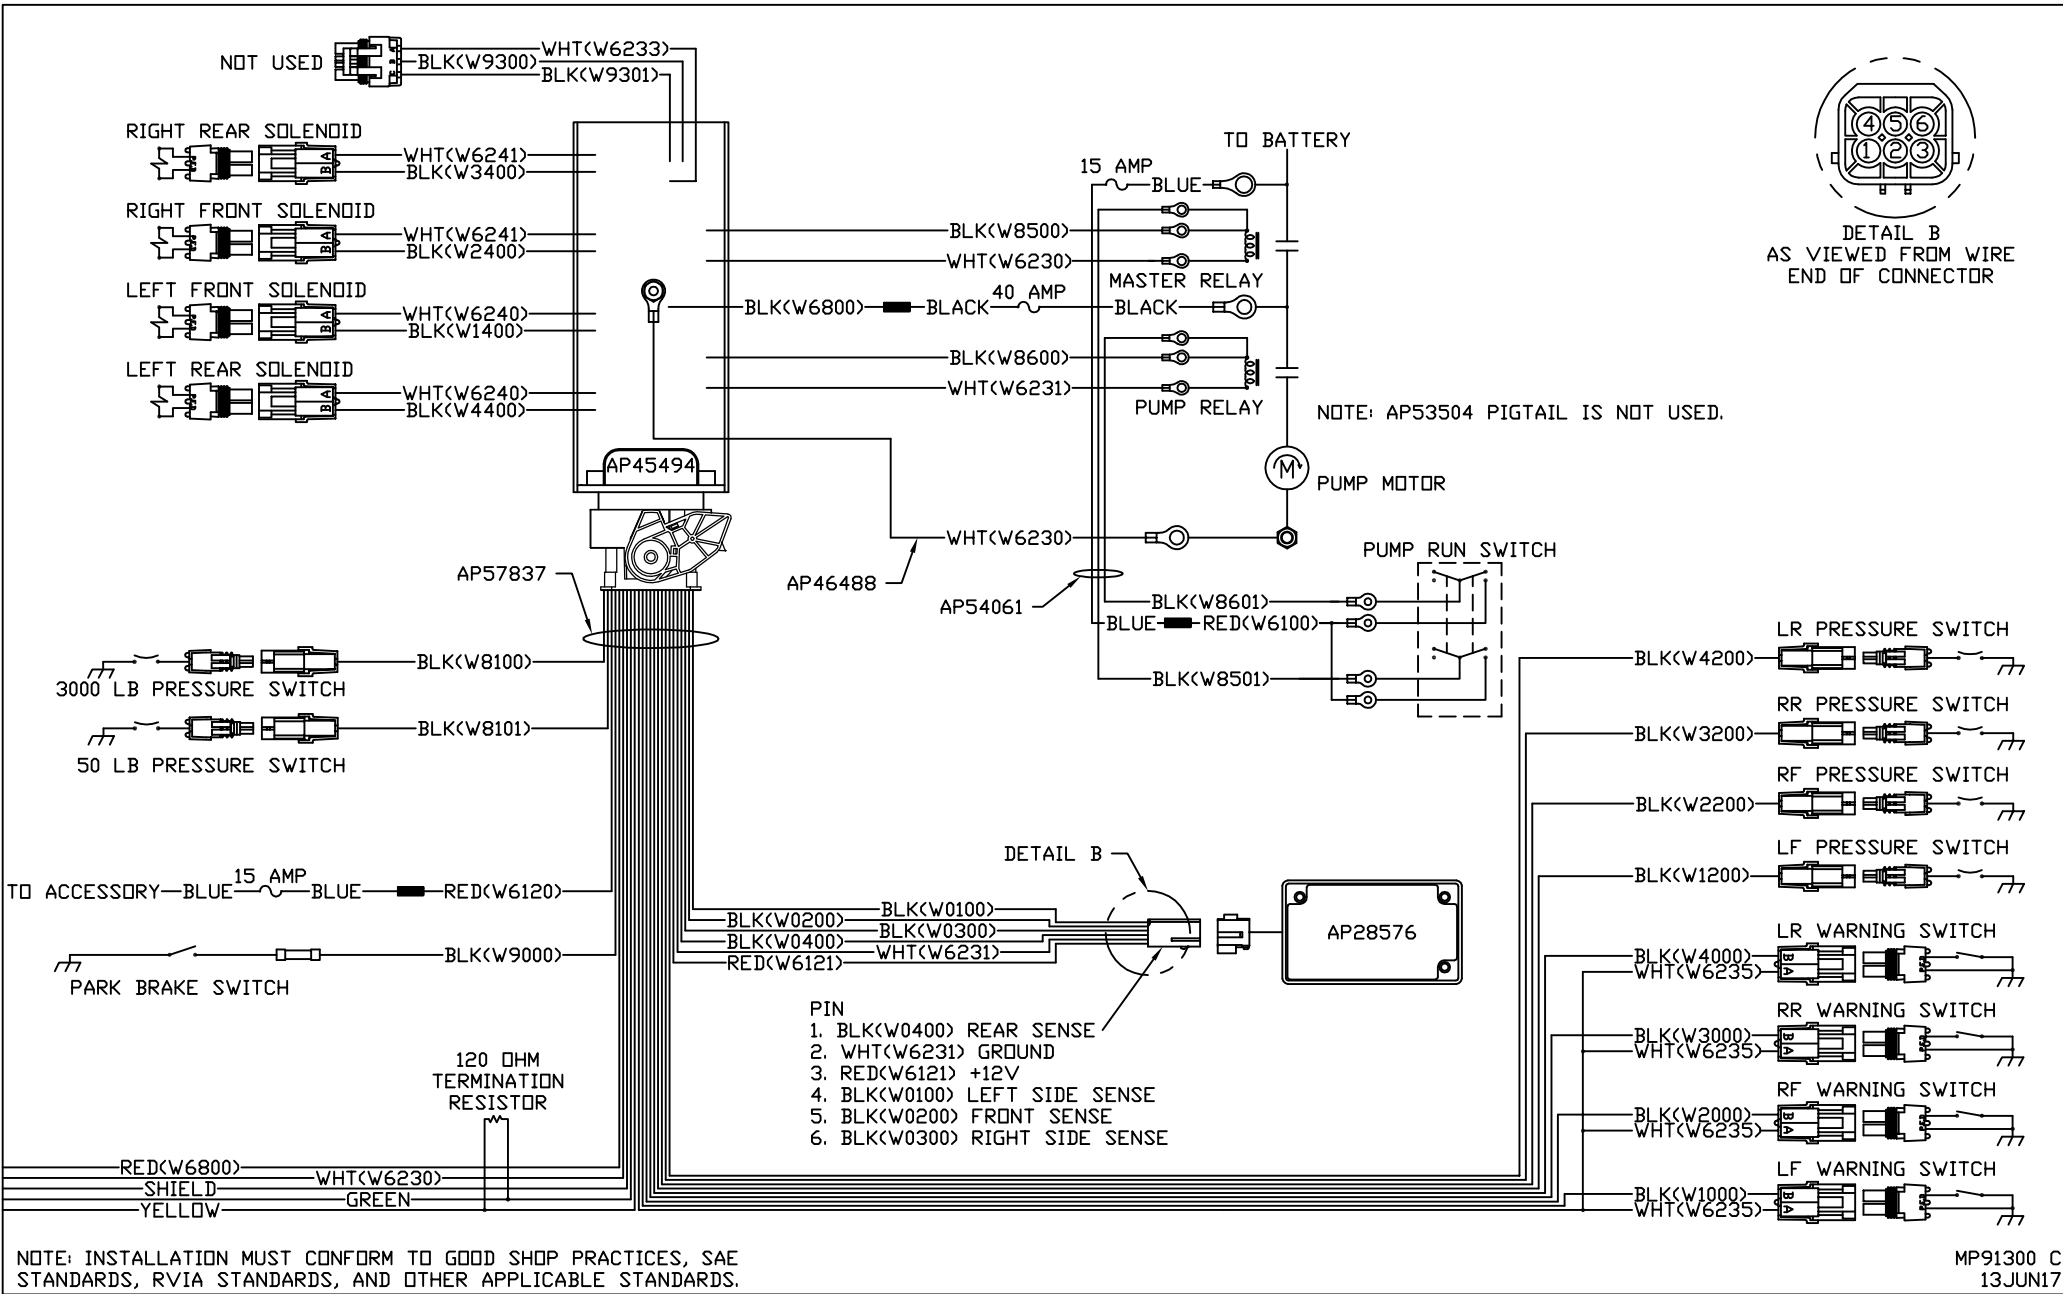 NOT USED
WHT(W6233)
BLK(W9300)
BLK(W9301)
RIGHT REAR SOLENOID
A
B
WHT(W6241)
BLK(W3400)
RIGHT FRONT SOLENOID
A
B
WHT(W6241)
BLK(W2400)
LEFT FRONT SOLENOID
A
B
WHT(W6240)
BLK(W1400)
LEFT REAR SOLENOID
A
B
WHT(W6240)
BLK(W4400)
AP45494
AP57837
TO BATTERY
15 AMP
BLUE
BLK(W8500)
WHT(W6230)
MASTER RELAY
BLK(W6800)
BLACK
40 AMP
BLACK
BLK(W8600)
WHT(W6231)
PUMP RELAY
NOTE: AP53504 PIGTAIL IS NOT USED.
M
PUMP MOTOR
WHT(W6230)
AP46488
AP54061
PUMP RUN SWITCH
BLK(W8601)
BLUE
RED(W6100)
BLK(W8501)
4 5 6
1 2 3
DETAIL B
AS VIEWED FROM WIRE
END OF CONNECTOR
BLK(W8100)
3000 LB PRESSURE SWITCH
BLK(W8101)
50 LB PRESSURE SWITCH
TO ACCESSORY
BLUE
15 AMP
BLUE
RED(W6120)
BLK(W9000)
PARK BRAKE SWITCH
120 OHM
TERMINATION
RESISTOR
RED(W6800)
WHT(W6230)
SHIELD
GREEN
YELLOW
DETAIL B
BLK(W0100)
BLK(W0200)
BLK(W0300)
BLK(W0400)
WHT(W6231)
RED(W6121)
AP28576
PIN
1. BLK(W0400) REAR SENSE
2. WHT(W6231) GROUND
3. RED(W6121) +12V
4. BLK(W0100) LEFT SIDE SENSE
5. BLK(W0200) FRONT SENSE
6. BLK(W0300) RIGHT SIDE SENSE
LR PRESSURE SWITCH
BLK(W4200)
RR PRESSURE SWITCH
BLK(W3200)
RF PRESSURE SWITCH
BLK(W2200)
LF PRESSURE SWITCH
BLK(W1200)
LR WARNING SWITCH
BLK(W4000)
WHT(W6235)
B
A
RR WARNING SWITCH
BLK(W3000)
WHT(W6235)
B
A
RF WARNING SWITCH
BLK(W2000)
WHT(W6235)
B
A
LF WARNING SWITCH
BLK(W1000)
WHT(W6235)
B
A
NOTE: INSTALLATION MUST CONFORM TO GOOD SHOP PRACTICES, SAE
STANDARDS, RVIA STANDARDS, AND OTHER APPLICABLE STANDARDS.
MP91300 C
13JUN17